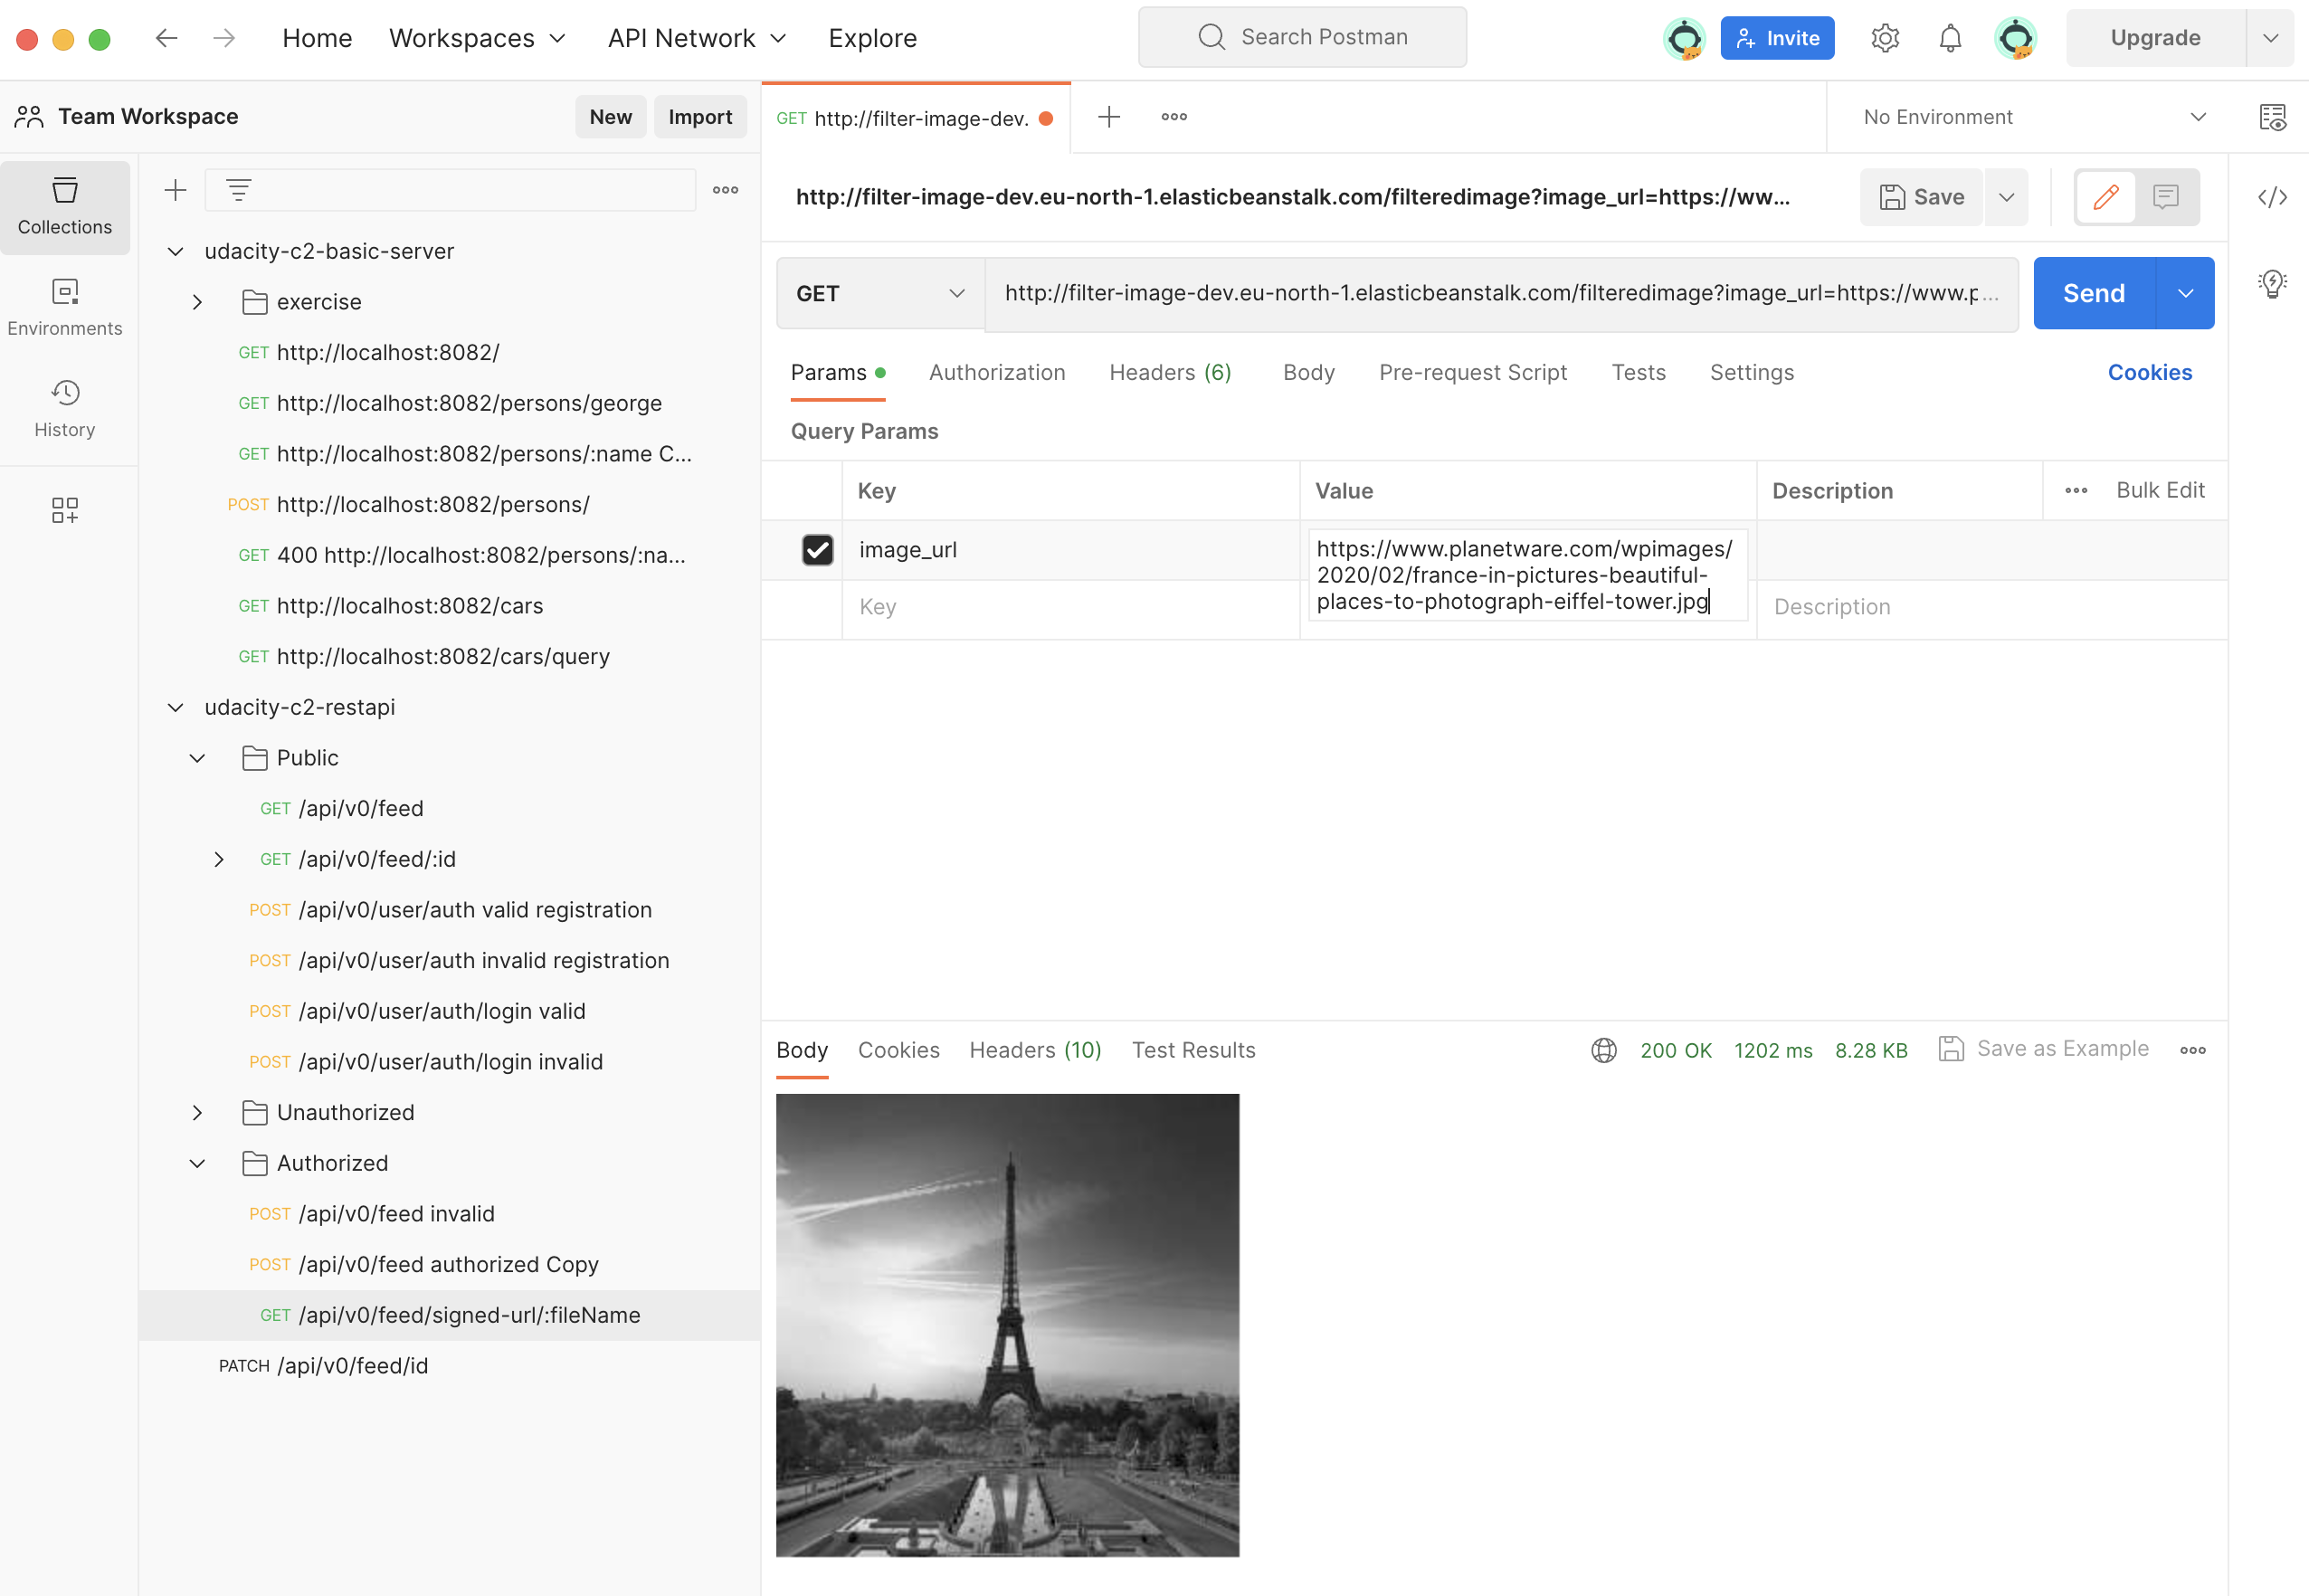 Home
Workspaces
API Network
Explore
Search Postman
Invite
Upgrade
Team Workspace
New
Import
GET http://filter-image-dev.
No Environment
Collections
Environments
History
udacity-c2-basic-server
exercise
GET http://localhost:8082/
GET http://localhost:8082/persons/george
GET http://localhost:8082/persons/:name C...
POST http://localhost:8082/persons/
GET 400 http://localhost:8082/persons/:na...
GET http://localhost:8082/cars
GET http://localhost:8082/cars/query
udacity-c2-restapi
Public
GET /api/v0/feed
GET /api/v0/feed/:id
POST /api/v0/user/auth valid registration
POST /api/v0/user/auth invalid registration
POST /api/v0/user/auth/login valid
POST /api/v0/user/auth/login invalid
Unauthorized
Authorized
POST /api/v0/feed invalid
POST /api/v0/feed authorized Copy
GET /api/v0/feed/signed-url/:fileName
PATCH /api/v0/feed/id
http://filter-image-dev.eu-north-1.elasticbeanstalk.com/filteredimage?image_url=https://ww...
Save
GET
http://filter-image-dev.eu-north-1.elasticbeanstalk.com/filteredimage?image_url=https://www.p...
Send
Params
Authorization
Headers (6)
Body
Pre-request Script
Tests
Settings
Cookies
Query Params
Key
Value
Description
Bulk Edit
image_url
https://www.planetware.com/wpimages/
2020/02/france-in-pictures-beautiful-
places-to-photograph-eiffel-tower.jpg
Key
Description
Body
Cookies
Headers (10)
Test Results
200 OK
1202 ms
8.28 KB
Save as Example